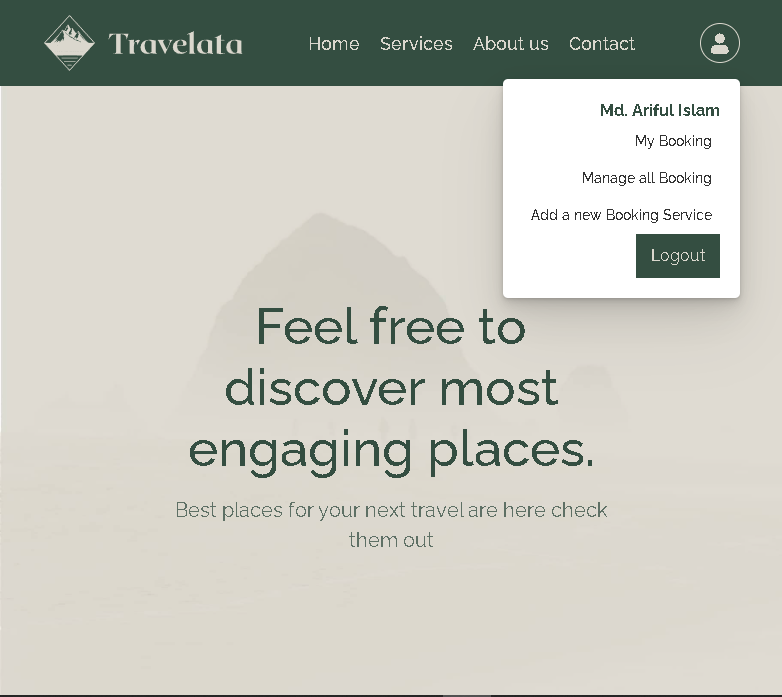 Travelata
Home Services About us Contact
Md. Ariful Islam
My Booking
Manage all Booking
Add a new Booking Service
Logout
Feel free to
discover most
engaging places.
Best places for your next travel are here check
them out